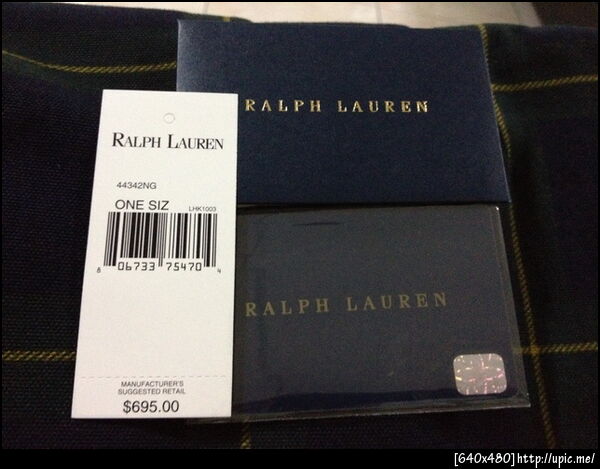 RALPH LAUREN
RALPH LAUREN
44342NG
ONE SIZ
LHK1003
8 06733 75470 4
MANUFACTURER'S
SUGGESTED RETAIL
$695.00
RALPH LAUREN
[640x480]http://upic.me/